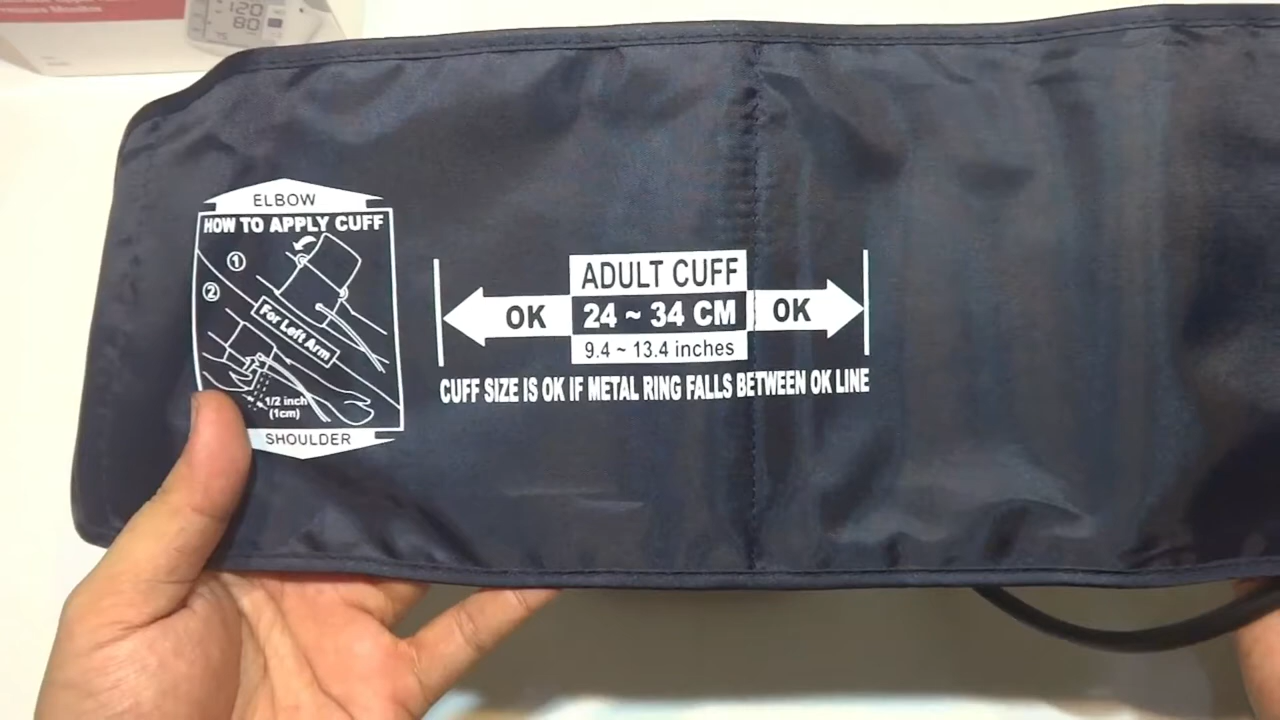 120
80
ELBOW
HOW TO APPLY CUFF
1
2
For Left Arm
1/2 inch
(1cm)
SHOULDER
ADULT CUFF
OK 24 ~ 34 CM OK
9.4 ~ 13.4 inches
CUFF SIZE IS OK IF METAL RING FALLS BETWEEN OK LINE